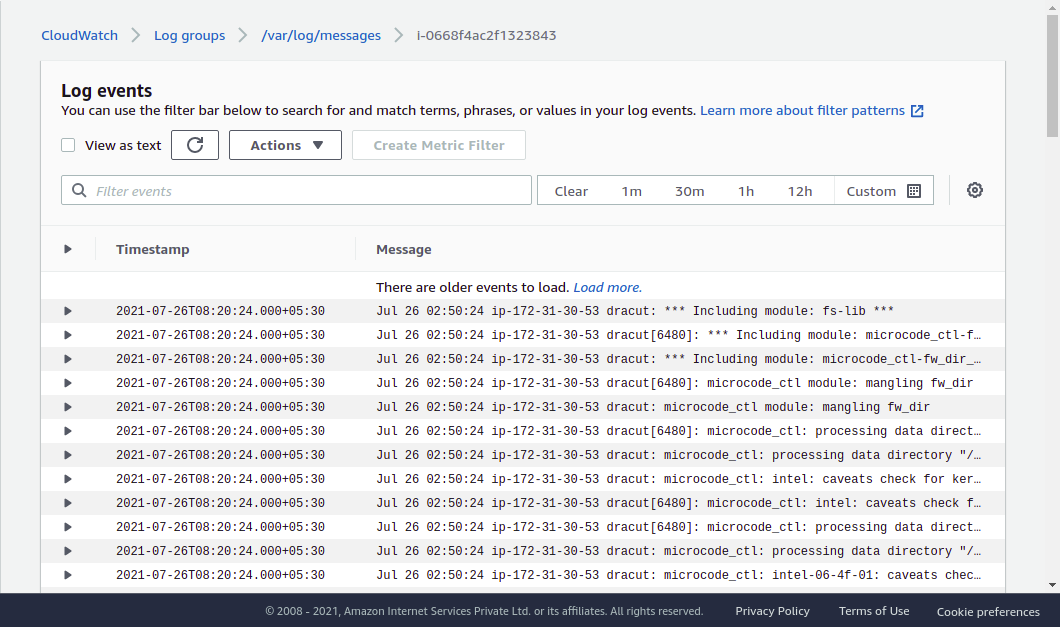 CloudWatch Log groups /var/log/messages i-0668f4ac2f1323843
Log events
You can use the filter bar below to search for and match terms, phrases, or values in your log events. Learn more about filter patterns
View as text Actions Create Metric Filter
Filter events Clear 1m 30m 1h 12h Custom
Timestamp Message
There are older events to load. Load more.
2021-07-26T08:20:24.000+05:30 Jul 26 02:50:24 ip-172-31-30-53 dracut: *** Including module: fs-lib ***
2021-07-26T08:20:24.000+05:30 Jul 26 02:50:24 ip-172-31-30-53 dracut[6480]: *** Including module: microcode_ctl-f…
2021-07-26T08:20:24.000+05:30 Jul 26 02:50:24 ip-172-31-30-53 dracut: *** Including module: microcode_ctl-fw_dir_…
2021-07-26T08:20:24.000+05:30 Jul 26 02:50:24 ip-172-31-30-53 dracut[6480]: microcode_ctl module: mangling fw_dir
2021-07-26T08:20:24.000+05:30 Jul 26 02:50:24 ip-172-31-30-53 dracut: microcode_ctl module: mangling fw_dir
2021-07-26T08:20:24.000+05:30 Jul 26 02:50:24 ip-172-31-30-53 dracut[6480]: microcode_ctl: processing data direct…
2021-07-26T08:20:24.000+05:30 Jul 26 02:50:24 ip-172-31-30-53 dracut: microcode_ctl: processing data directory "/…
2021-07-26T08:20:24.000+05:30 Jul 26 02:50:24 ip-172-31-30-53 dracut: microcode_ctl: intel: caveats check for ker…
2021-07-26T08:20:24.000+05:30 Jul 26 02:50:24 ip-172-31-30-53 dracut[6480]: microcode_ctl: intel: caveats check f…
2021-07-26T08:20:24.000+05:30 Jul 26 02:50:24 ip-172-31-30-53 dracut[6480]: microcode_ctl: processing data direct…
2021-07-26T08:20:24.000+05:30 Jul 26 02:50:24 ip-172-31-30-53 dracut: microcode_ctl: processing data directory "/…
2021-07-26T08:20:24.000+05:30 Jul 26 02:50:24 ip-172-31-30-53 dracut: microcode_ctl: intel-06-4f-01: caveats chec…
© 2008 - 2021, Amazon Internet Services Private Ltd. or its affiliates. All rights reserved. Privacy Policy Terms of Use Cookie preferences